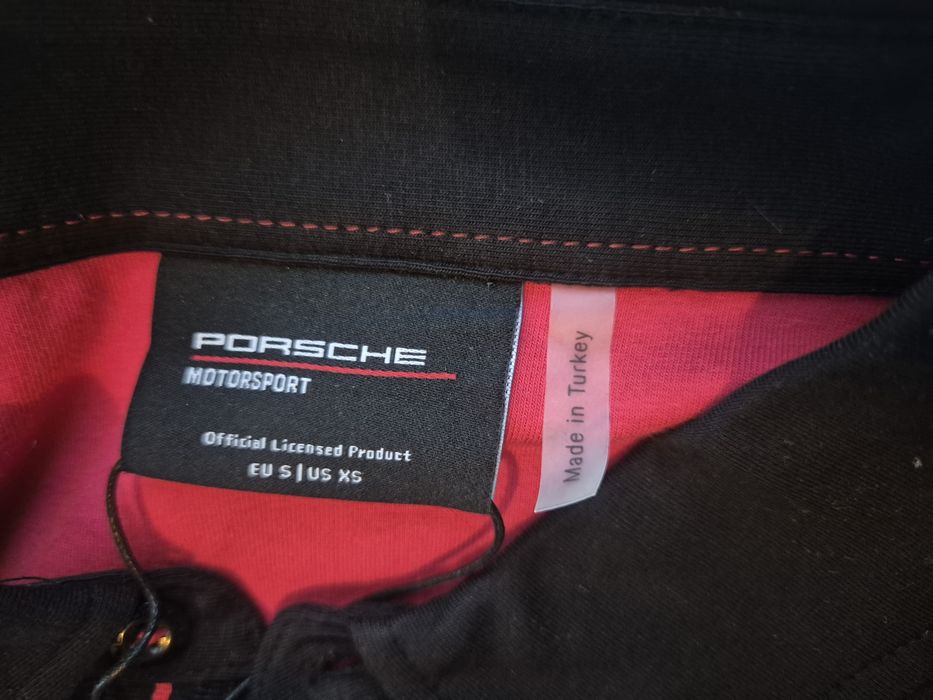 PORSCHE
MOTORSPORT
Official Licensed Product
EU S | US XS
Made in Turkey